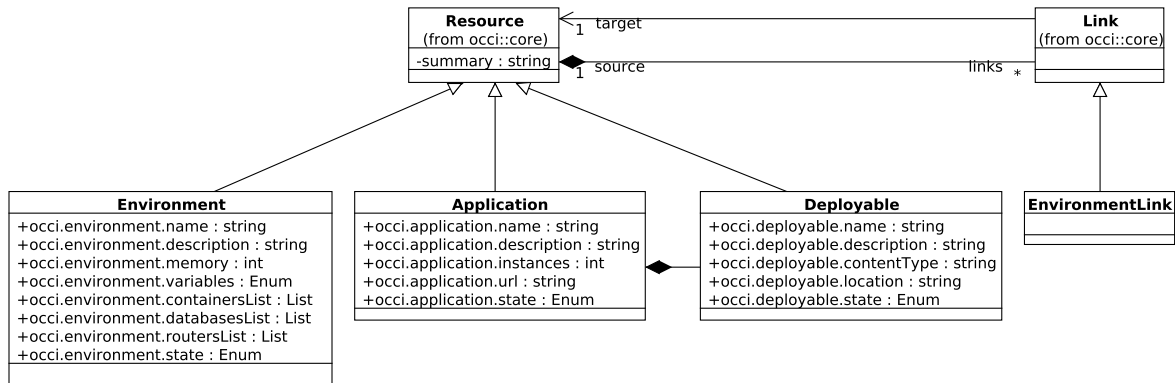 Resource
(from occi::core)
-summary : string
1 target
1 source
links *
Link
(from occi::core)
Environment
+occi.environment.name : string
+occi.environment.description : string
+occi.environment.memory : int
+occi.environment.variables : Enum
+occi.environment.containersList : List
+occi.environment.databasesList : List
+occi.environment.routersList : List
+occi.environment.state : Enum
Application
+occi.application.name : string
+occi.application.description : string
+occi.application.instances : int
+occi.application.url : string
+occi.application.state : Enum
Deployable
+occi.deployable.name : string
+occi.deployable.description : string
+occi.deployable.contentType : string
+occi.deployable.location : string
+occi.deployable.state : Enum
EnvironmentLink